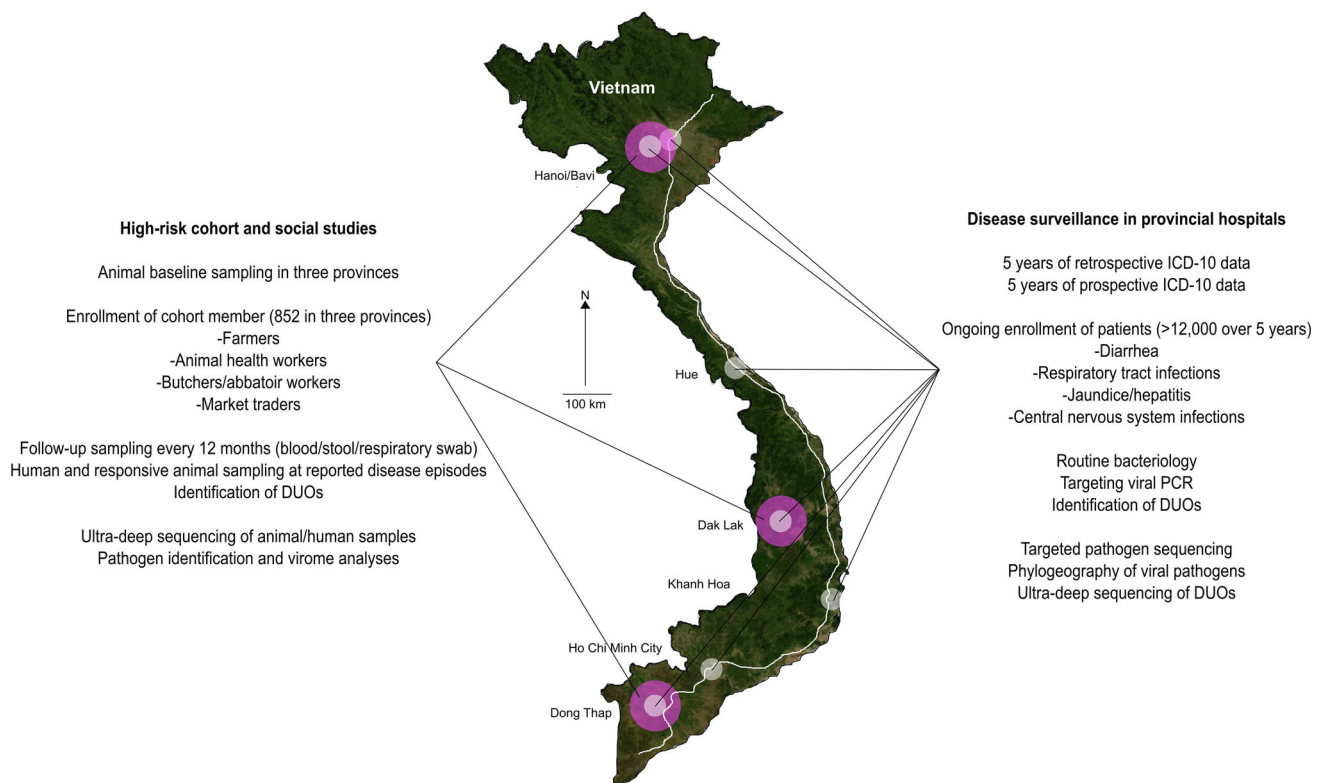 Vietnam
Hanoi/Bavi
High-risk cohort and social studies
Animal baseline sampling in three provinces
Enrollment of cohort member (852 in three provinces)
-Farmers
-Animal health workers
-Butchers/abbatoir workers
-Market traders
Follow-up sampling every 12 months (blood/stool/respiratory swab)
Human and responsive animal sampling at reported disease episodes
Identification of DUOs
Ultra-deep sequencing of animal/human samples
Pathogen identification and virome analyses
N
100 km
Hue
Dak Lak
Khanh Hoa
Ho Chi Minh City
Dong Thap
Disease surveillance in provincial hospitals
5 years of retrospective ICD-10 data
5 years of prospective ICD-10 data
Ongoing enrollment of patients (>12,000 over 5 years)
-Diarrhea
-Respiratory tract infections
-Jaundice/hepatitis
-Central nervous system infections
Routine bacteriology
Targeting viral PCR
Identification of DUOs
Targeted pathogen sequencing
Phylogeography of viral pathogens
Ultra-deep sequencing of DUOs